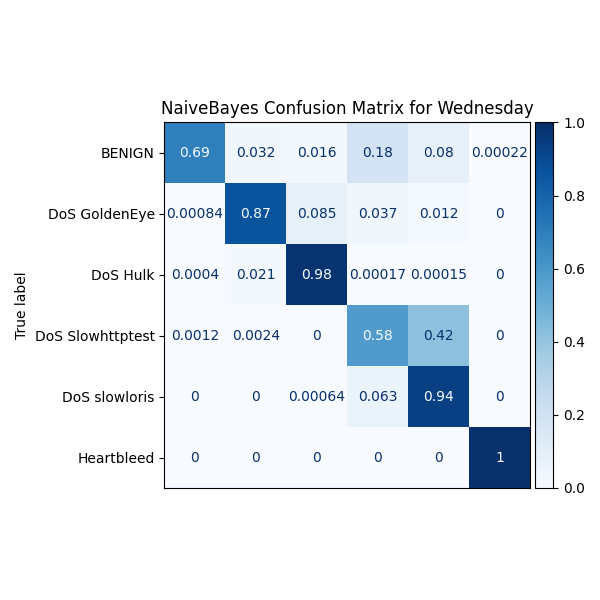 NaiveBayes Confusion Matrix for Wednesday
True label
BENIGN 0.69 0.032 0.016 0.18 0.08 0.00022
DoS GoldenEye 0.00084 0.87 0.085 0.037 0.012 0
DoS Hulk 0.0004 0.021 0.98 0.00017 0.00015 0
DoS Slowhttptest 0.0012 0.0024 0 0.58 0.42 0
DoS slowloris 0 0 0.00064 0.063 0.94 0
Heartbleed 0 0 0 0 0 1
1.0
0.8
0.6
0.4
0.2
0.0